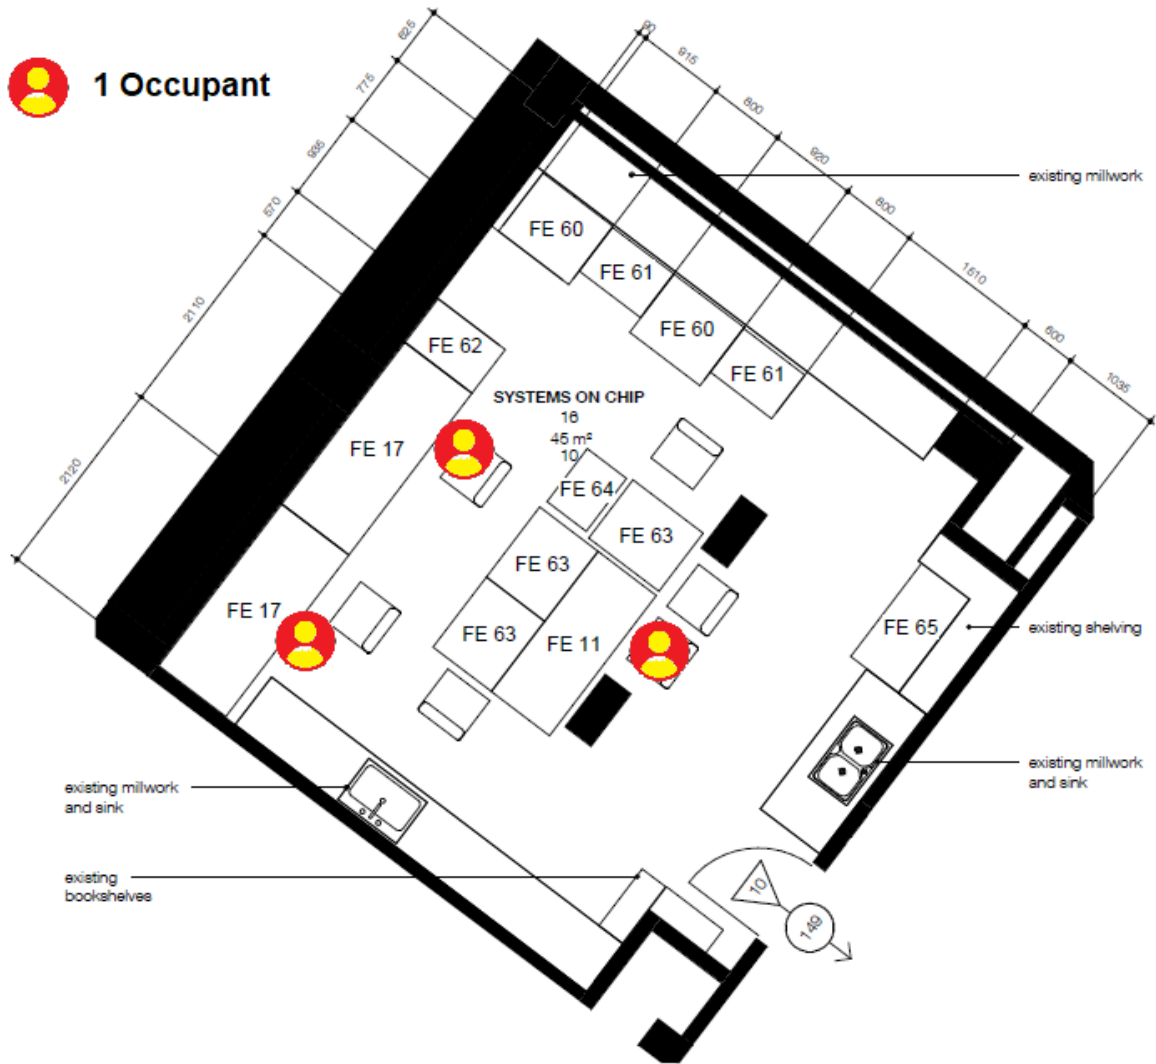 1 Occupant
625
775
935
570
2110
2120
90
915
800
920
800
1510
600
1035
existing millwork
FE 60
FE 61
FE 60
FE 61
FE 62
SYSTEMS ON CHIP
16
45 m²
10
FE 17
FE 64
FE 63
FE 63
FE 17
FE 63
FE 11
FE 65
existing shelving
existing millwork
and sink
existing millwork
and sink
existing
bookshelves
10
149